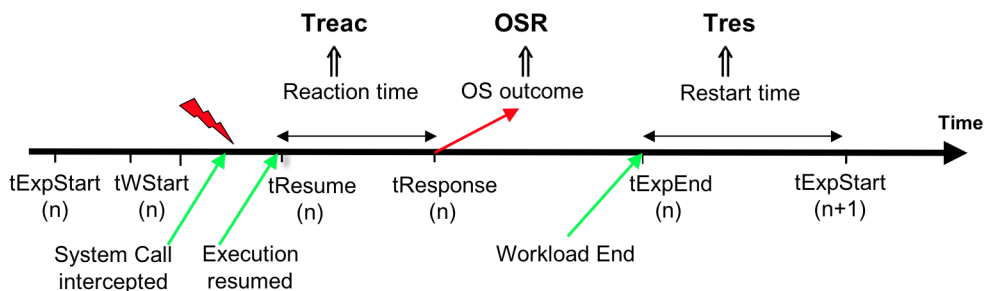 Treac OSR Tres
Reaction time OS outcome Restart time
Time
tExpStart tWStart tResume tResponse tExpEnd tExpStart
(n) (n) (n) (n) (n) (n+1)
System Call Execution Workload End
intercepted resumed